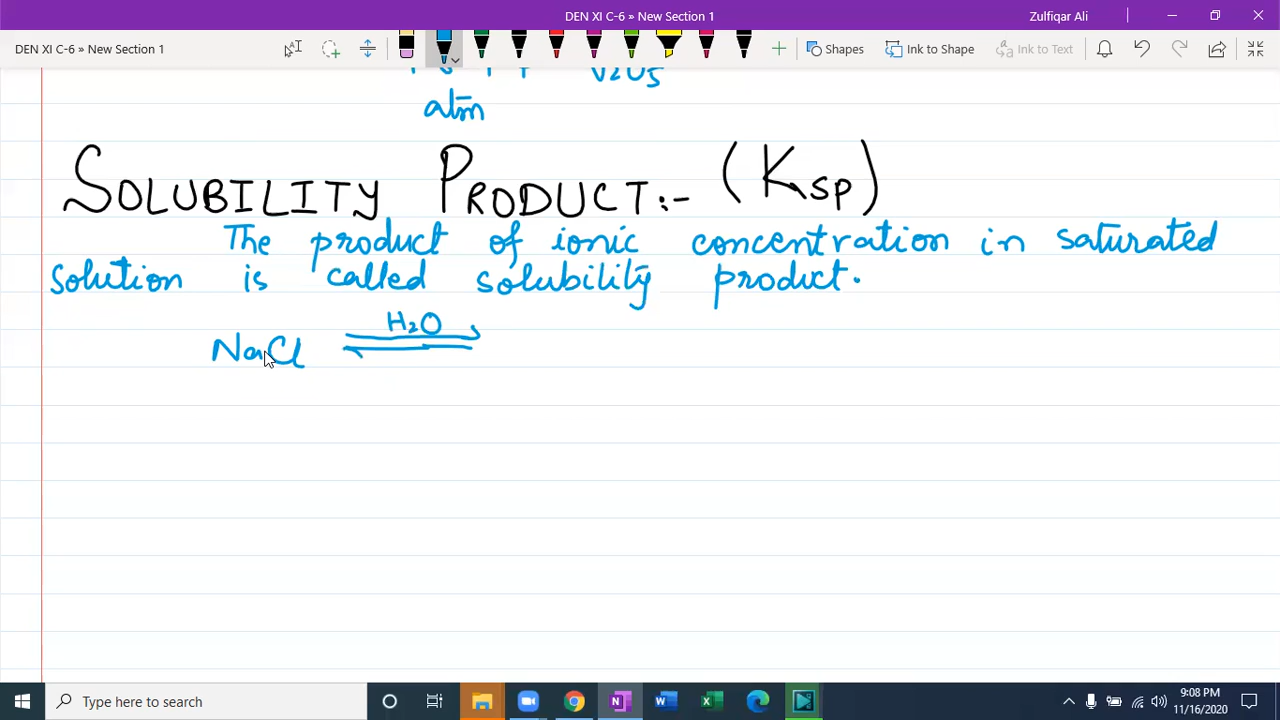 DEN XI C-6 » New Section 1
Zulfiqar Ali
DEN XI C-6 » New Section 1
Shapes
Ink to Shape
Ink to Text
V₂O₅
atm
SOLUBILITY PRODUCT:- (KSP)
The product of ionic concentration in saturated
solution is called solubility product.
H₂O
NaCl ⇌
Type here to search
9:08 PM
11/16/2020